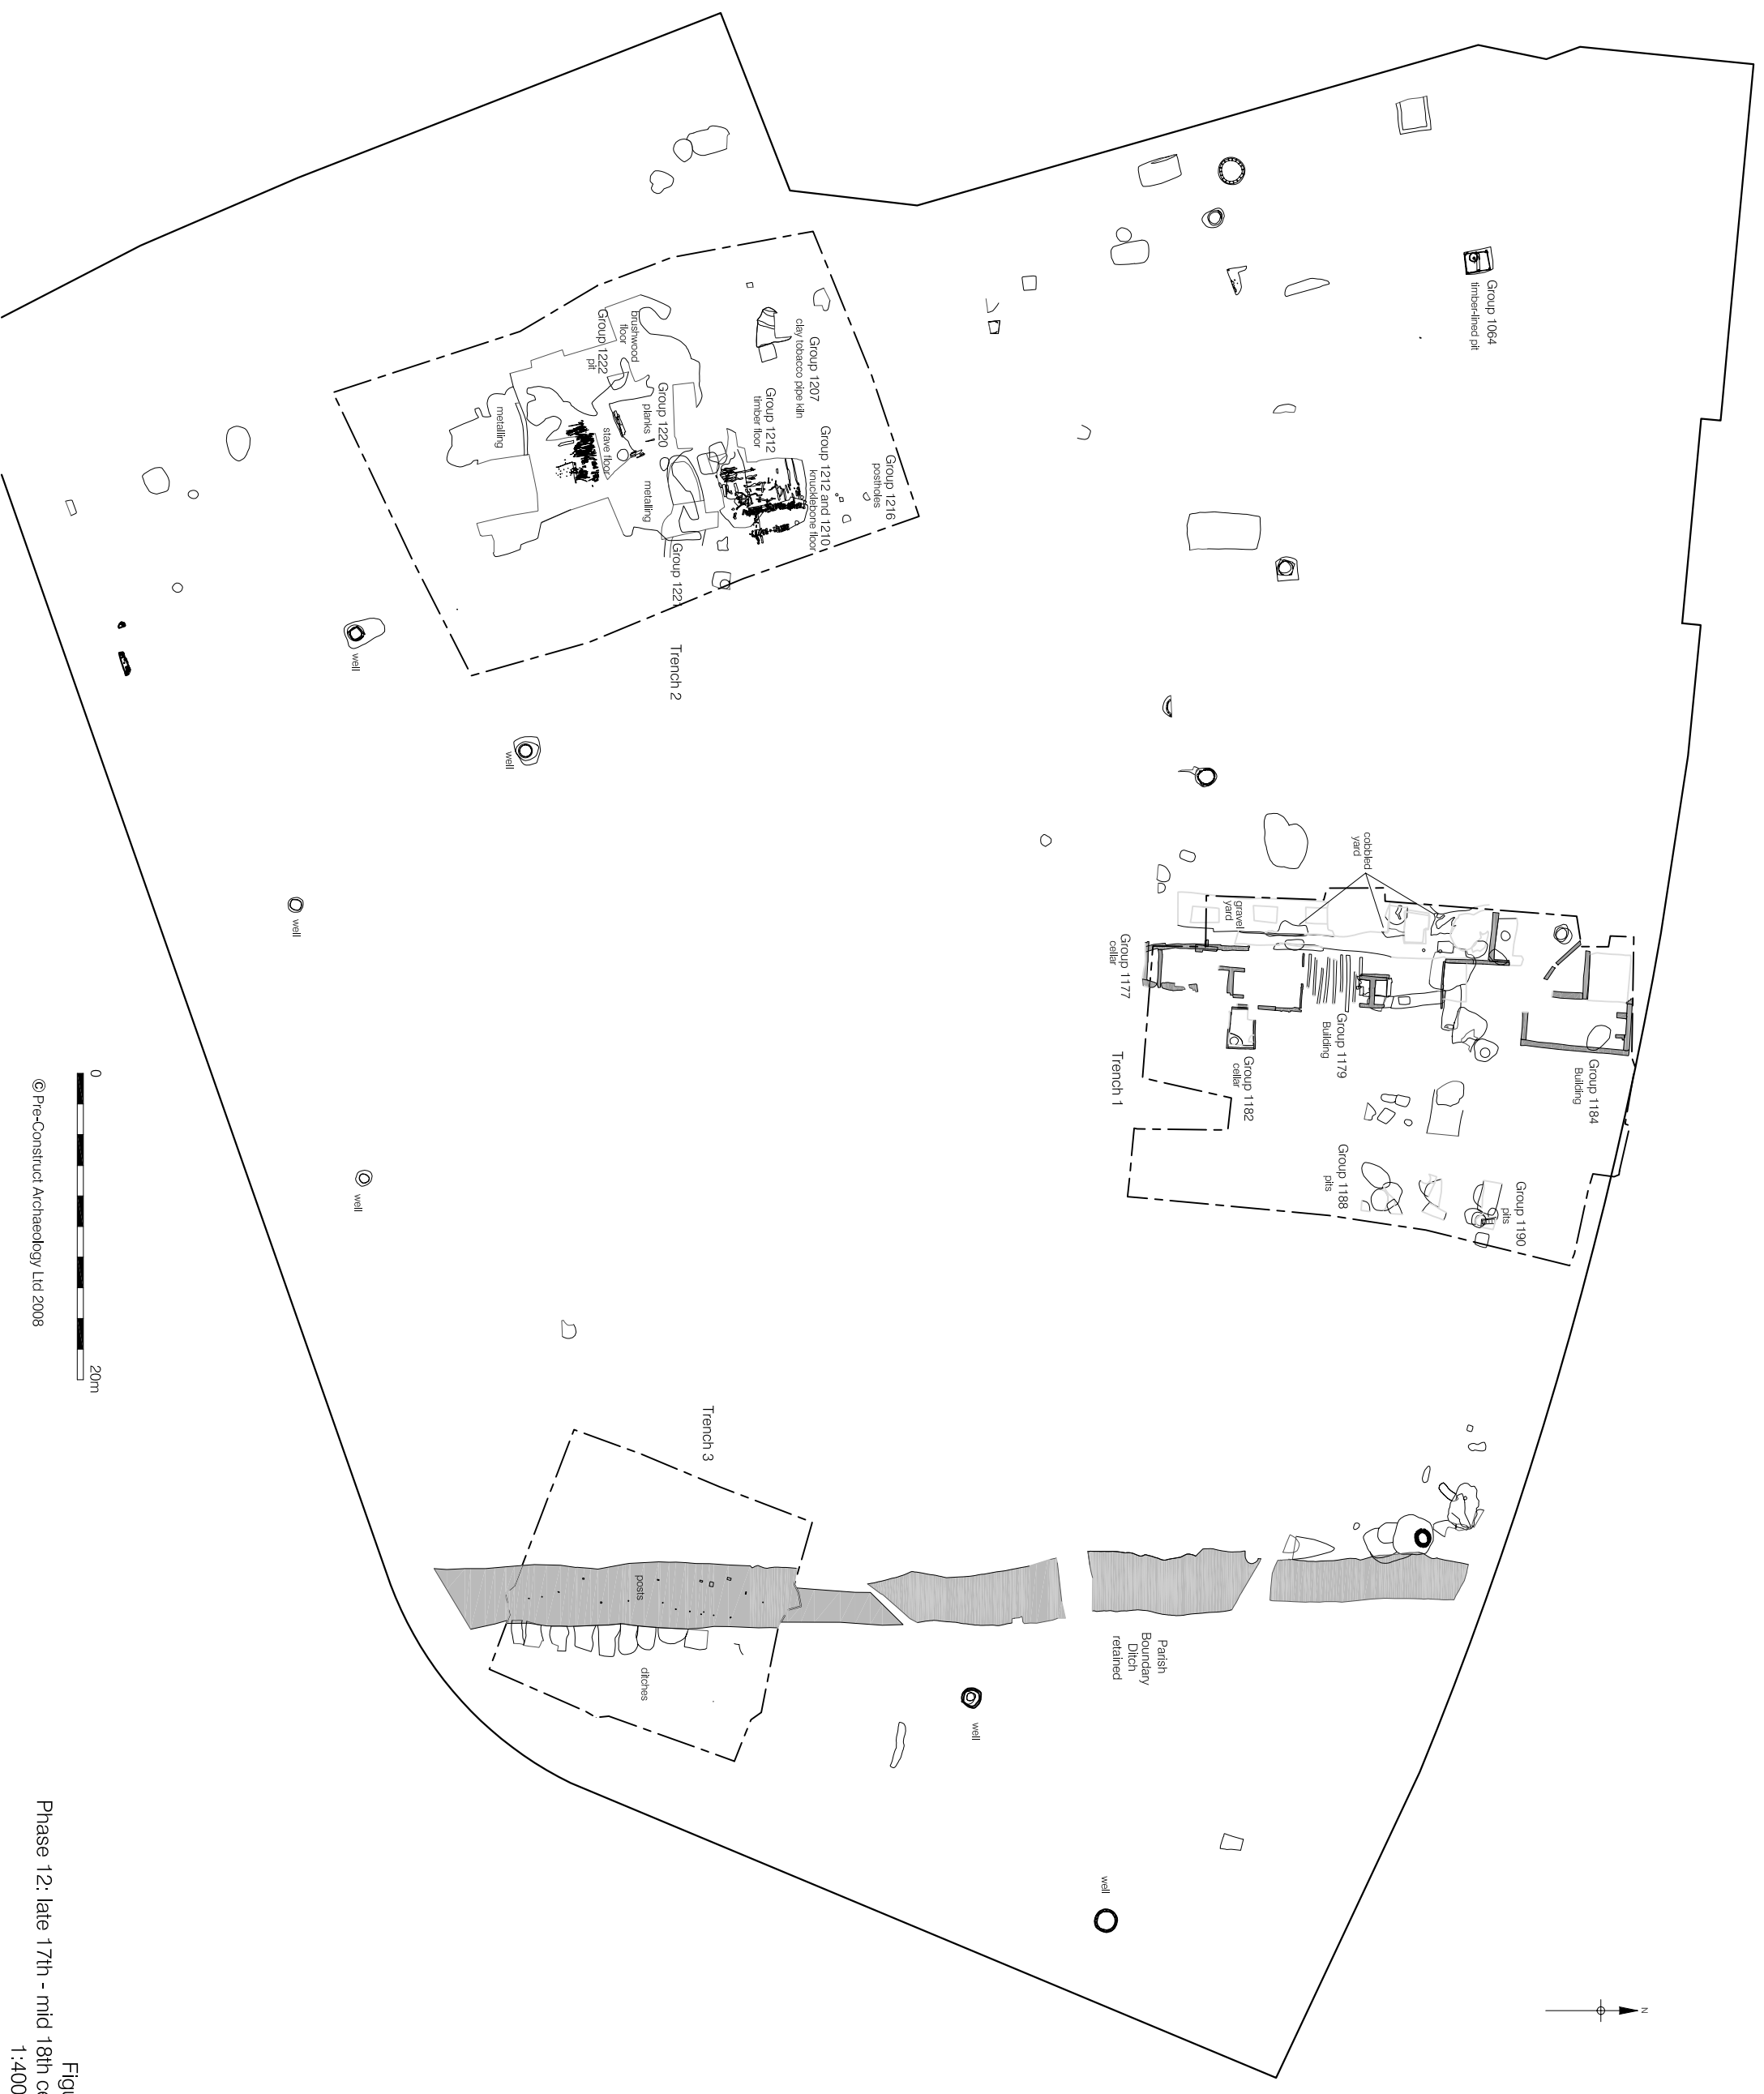 Group 1064
timber-lined pit
Group 1184
Building
Group 1190
pits
cobbled
yard
gravel
yard
Group 1179
Building
Group 1188
pits
Group 1182
cellar
Group 1177
cellar
Trench 1
Group 1216
postholes
Group 1212 and 1210
knucklebone floor
Group 1207
clay tobacco pipe kiln
Group 1212
timber floor
Group 1220
planks
brushwood
floor
Group 1222
pit
stave floor
metalling
metalling
Group 1221
Trench 2
well
well
well
well
Parish
Boundary
Ditch
retained
well
well
Trench 3
posts
ditches
N
0
20m
© Pre-Construct Archaeology Ltd 2008
Phase 12: late 17th - mid 18th
1:400